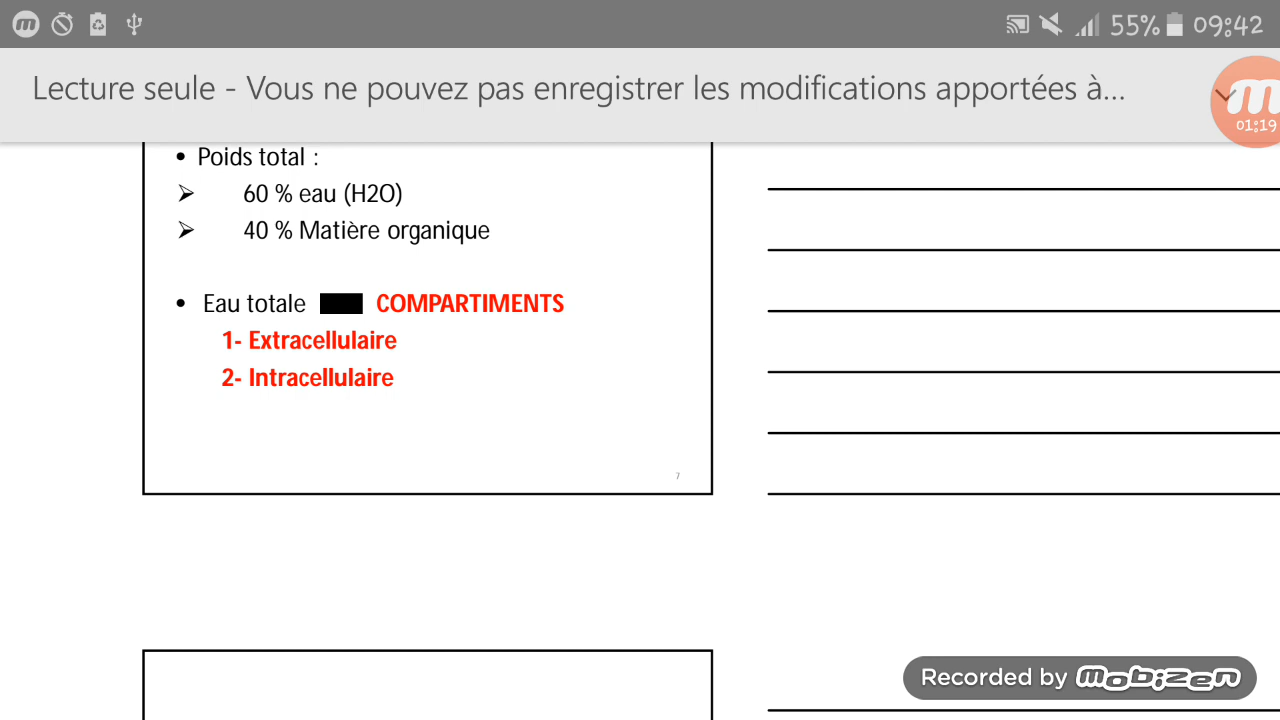 55% 09:42
Lecture seule - Vous ne pouvez pas enregistrer les modifications apportées à...
01:19
• Poids total :
➢ 60 % eau (H2O)
➢ 40 % Matière organique
• Eau totale COMPARTIMENTS
1- Extracellulaire
2- Intracellulaire
7
Recorded by mobizen